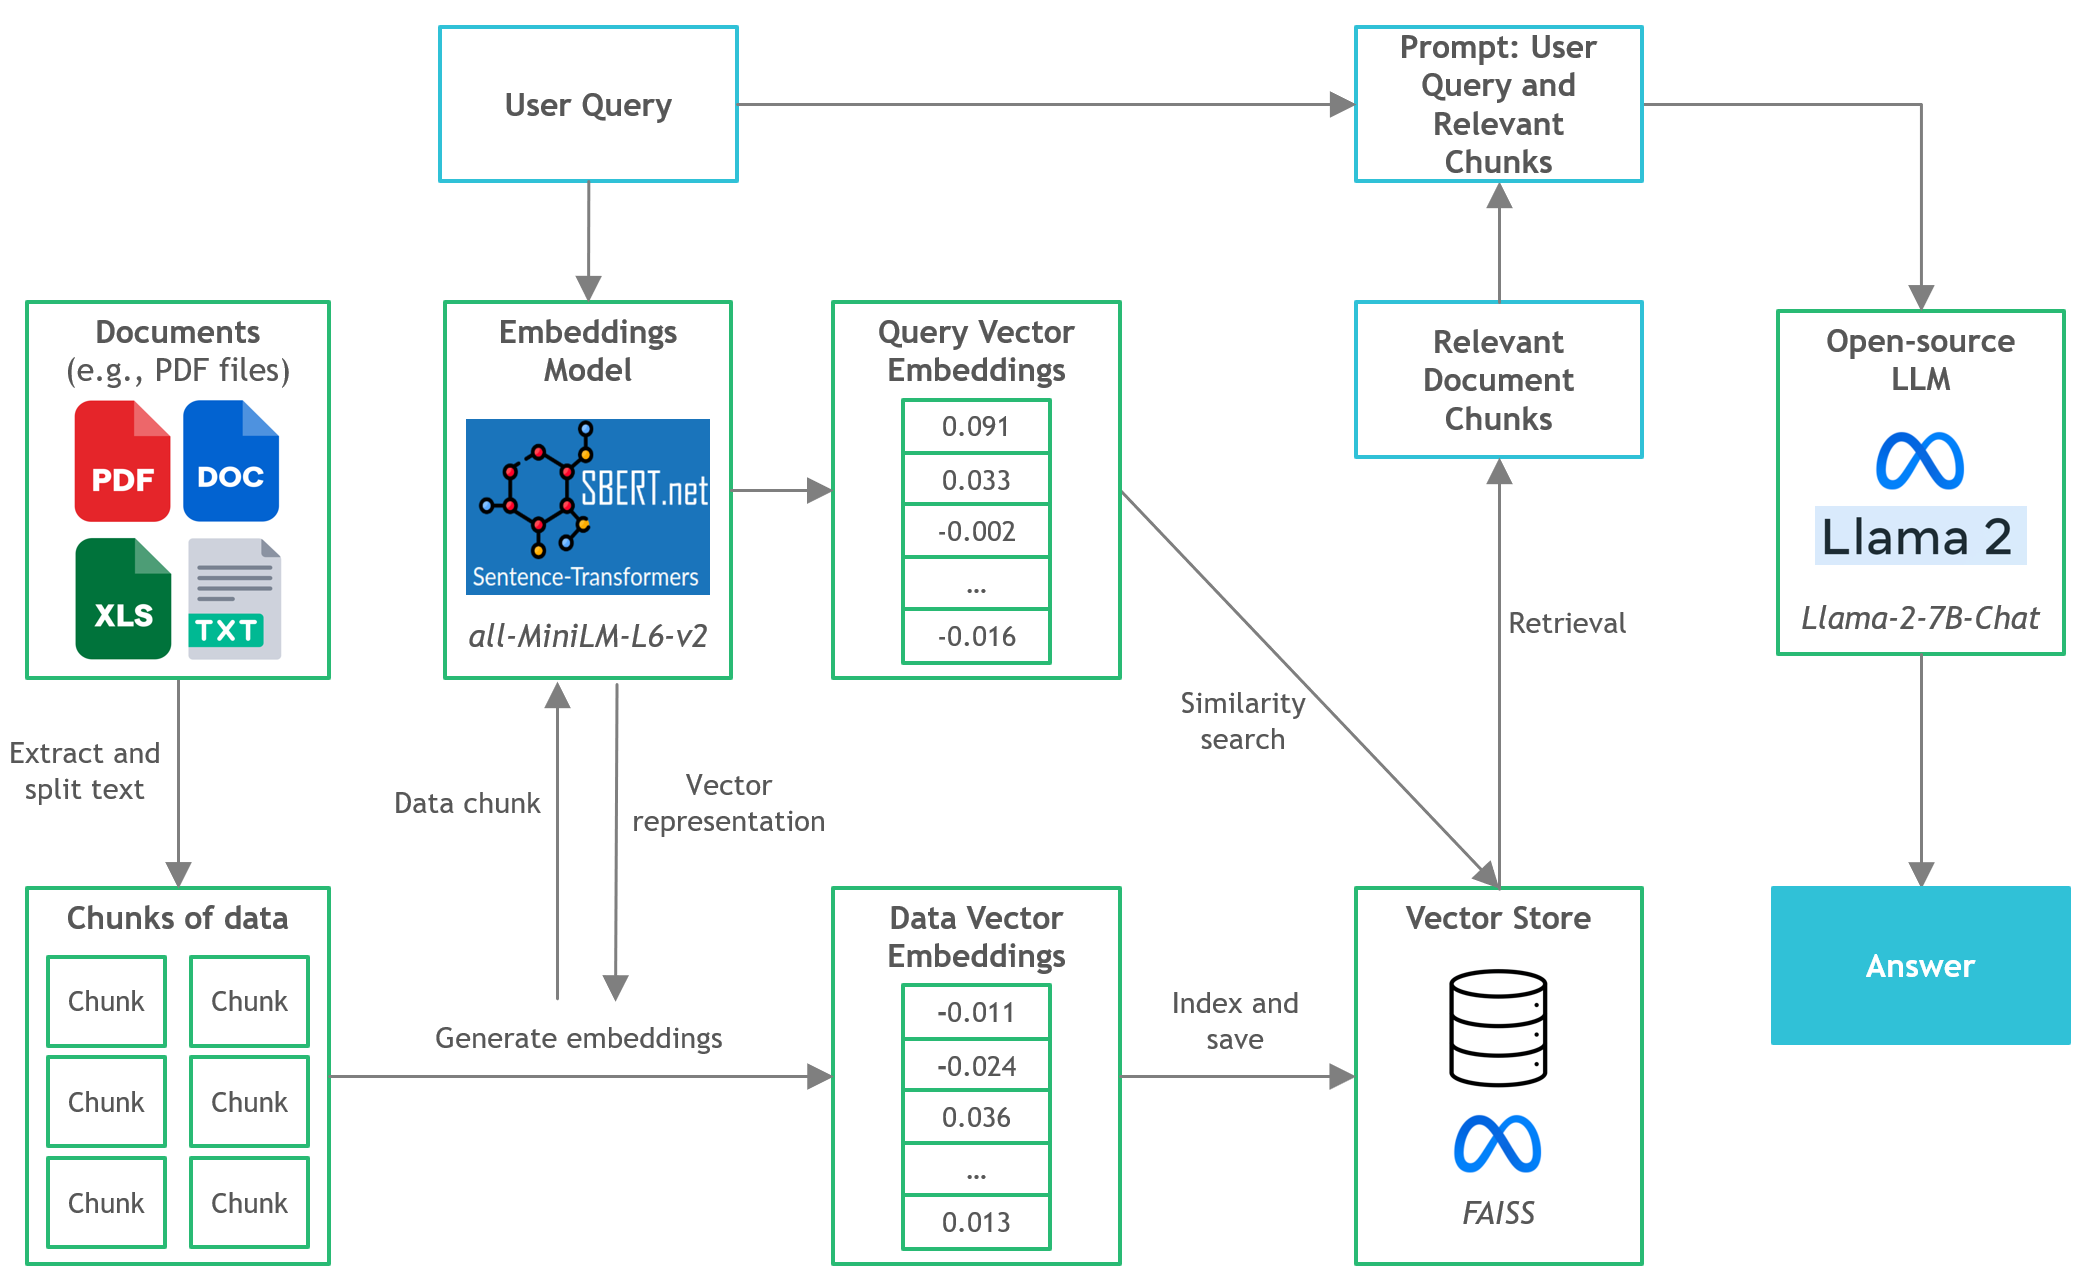 User Query
Prompt: User
Query and
Relevant
Chunks
Documents
(e.g., PDF files)
PDF
DOC
XLS
TXT
Embeddings
Model
SBERT.net
Sentence-Transformers
all-MiniLM-L6-v2
Query Vector
Embeddings
0.091
0.033
-0.002
...
-0.016
Relevant
Document
Chunks
Open-source
LLM
Llama 2
Llama-2-7B-Chat
Extract and
split text
Data chunk
Vector
representation
Similarity
search
Retrieval
Chunks of data
Chunk
Chunk
Chunk
Chunk
Chunk
Chunk
Generate embeddings
Data Vector
Embeddings
-0.011
-0.024
0.036
...
0.013
Index and
save
Vector Store
FAISS
Answer